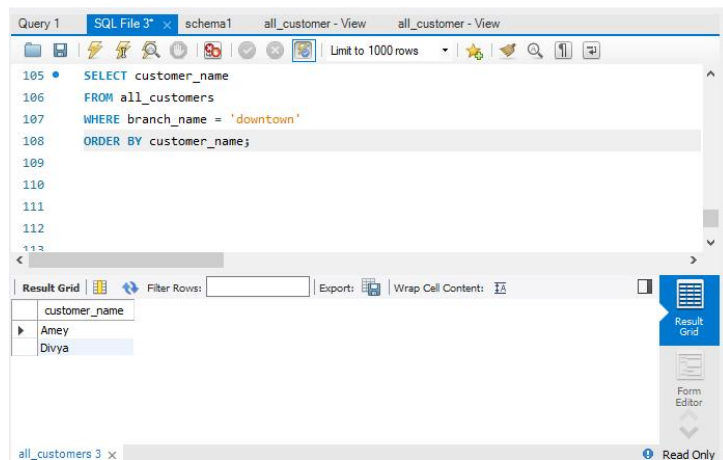 Query 1 SQL File 3* × schema1 all_customer - View all_customer - View
Limit to 1000 rows
105 SELECT customer_name
106 FROM all_customers
107 WHERE branch_name = 'downtown'
108 ORDER BY customer_name;
109
110
111
112
113
Result Grid Filter Rows: Export: Wrap Cell Content: IA
customer_name
Amey
Divya
Result
Grid
Form
Editor
all_customers 3 × Read Only